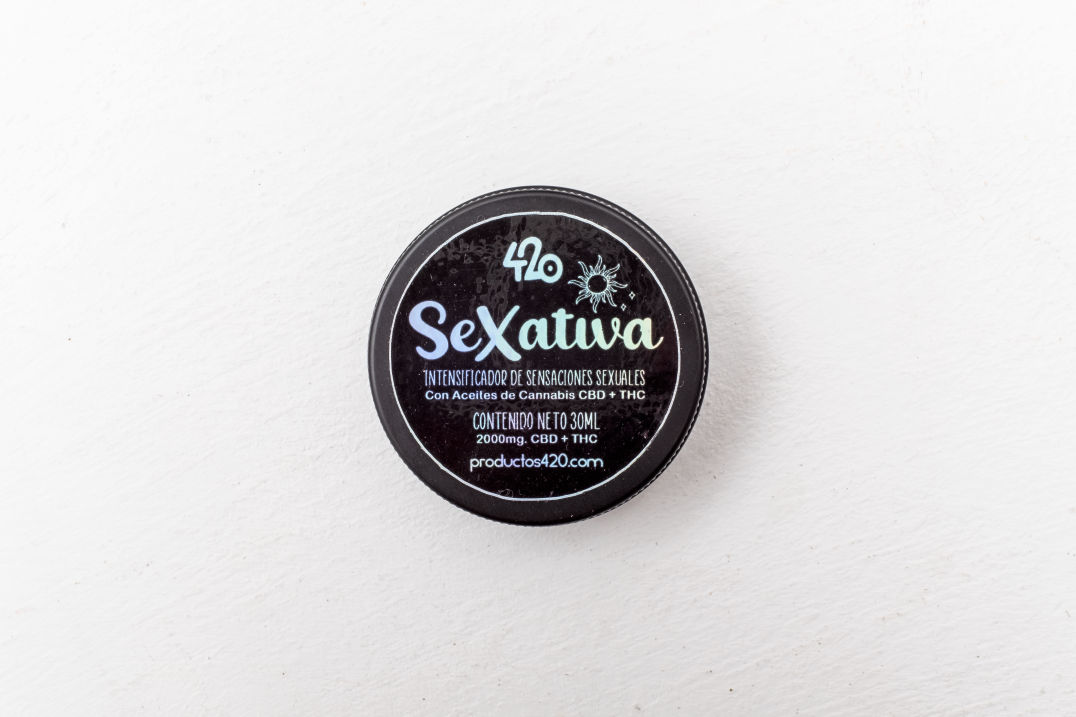 420
SeXativa
INTENSIFICADOR DE SENSACIONES SEXUALES
Con Aceites de Cannabis CBD + THC
CONTENIDO NETO 30ML
2000mg. CBD + THC
productos420.com